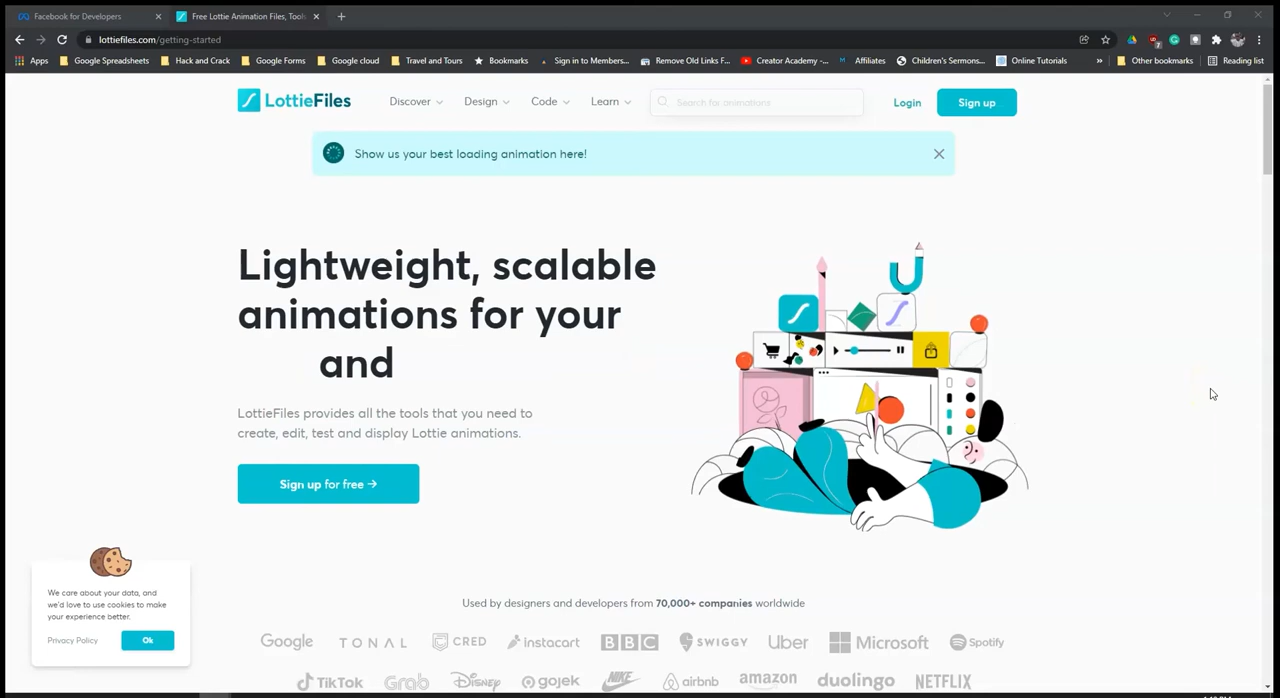 Facebook for Developers
Free Lottie Animation Files, Tools
lottiefiles.com/getting-started
Apps Google Spreadsheets Hack and Crack Google Forms Google cloud Travel and Tours Bookmarks Sign in to Members... Remove Old Links F... Creator Academy -... Affiliates Children's Sermons... Online Tutorials » Other bookmarks Reading list
LottieFiles Discover Design Code Learn Search for animations Login Sign up
Show us your best loading animation here!
Lightweight, scalable
animations for your
and
LottieFiles provides all the tools that you need to
create, edit, test and display Lottie animations.
Sign up for free →
We care about your data, and
we'd love to use cookies to make
your experience better.
Privacy Policy Ok
Used by designers and developers from 70,000+ companies worldwide
Google TONAL CRED instacart BBC SWIGGY Uber Microsoft Spotify
TikTok Grab Disney gojek NIKE airbnb amazon duolingo NETFLIX